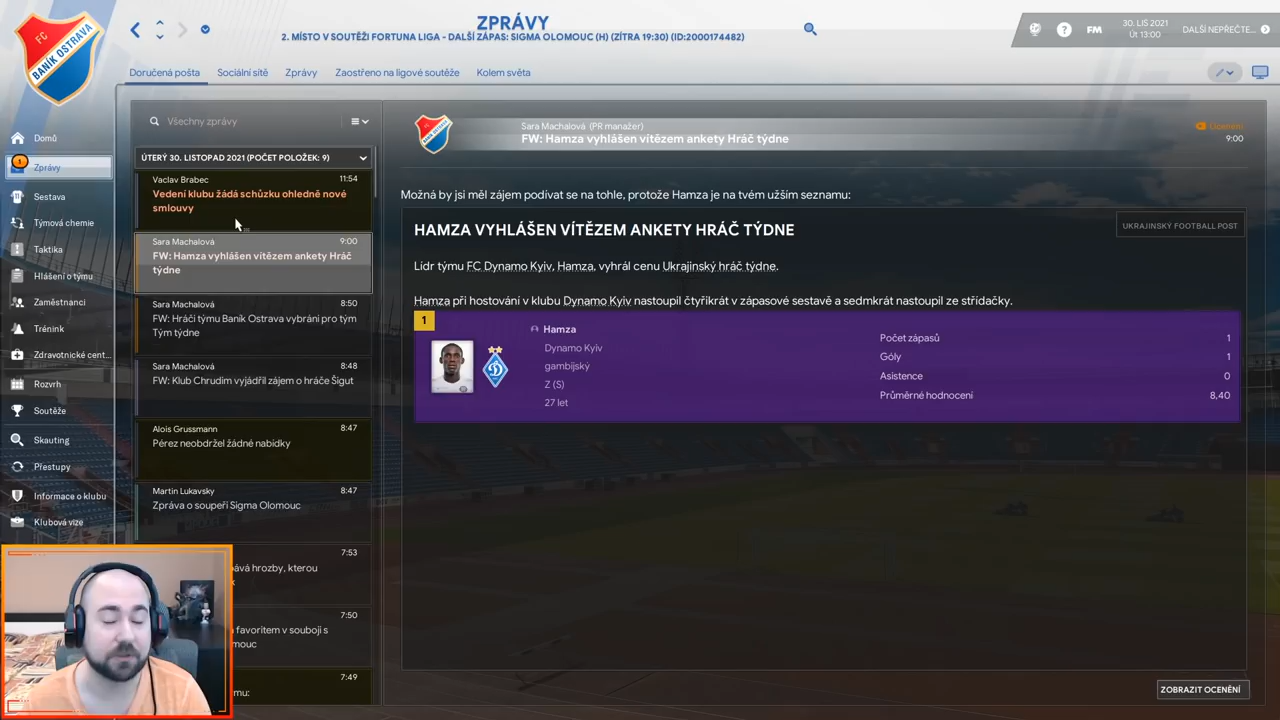 FC
BANÍK OSTRAVA
ZPRÁVY
2. MÍSTO V SOUTĚŽI FORTUNA LIGA - DALŠÍ ZÁPAS: SIGMA OLOMOUC (H) (ZÍTRA 19:30) (ID:2000174482)
FM
30. LIS 2021
Út 13:00
DALŠÍ NEPŘEČTE...
Doručená pošta
Sociální sítě
Zprávy
Zaostřeno na ligové soutěže
Kolem světa
Domů
1
Zprávy
Sestava
Týmová chemie
Taktika
Hlášení o týmu
Zaměstnanci
Trénink
Zdravotnické cent...
Rozvrh
Soutěže
Skauting
Přestupy
Informace o klubu
Klubová vize
Všechny zprávy
ÚTERÝ 30. LISTOPAD 2021 (POČET POLOŽEK: 9)
Vaclav Brabec
11:54
Vedení klubu žádá schůzku ohledně nové
smlouvy
Sara Machalová
9:00
FW: Hamza vyhlášen vítězem ankety Hráč
týdne
Sara Machalová
8:50
FW: Hráči týmu Baník Ostrava vybráni pro tým
Tým týdne
Sara Machalová
8:48
FW: Klub Chrudim vyjádřil zájem o hráče Šigut
Alois Grussmann
8:47
Pérez neobdržel žádné nabídky
Martin Lukavsky
8:47
Zpráva o soupeři Sigma Olomouc
7:53
hrozby, kterou
7:50
favoritem v souboji s
7:49
Sara Machalová (PR manažer)
FW: Hamza vyhlášen vítězem ankety Hráč týdne
Ocenění
9:00
Možná by jsi měl zájem podívat se na tohle, protože Hamza je na tvém užším seznamu:
HAMZA VYHLÁŠEN VÍTĚZEM ANKETY HRÁČ TÝDNE
UKRAJINSKÝ FOOTBALL POST
Lídr týmu FC Dynamo Kyiv, Hamza, vyhrál cenu Ukrajinský hráč týdne.
Hamza při hostování v klubu Dynamo Kyiv nastoupil čtyřikrát v zápasové sestavě a sedmkrát nastoupil ze střídačky.
1
Hamza
Dynamo Kyiv
gambijský
Z (S)
27 let
Počet zápasů
1
Góly
1
Asistence
0
Průměrné hodnocení
8,40
ZOBRAZIT OCENĚNÍ